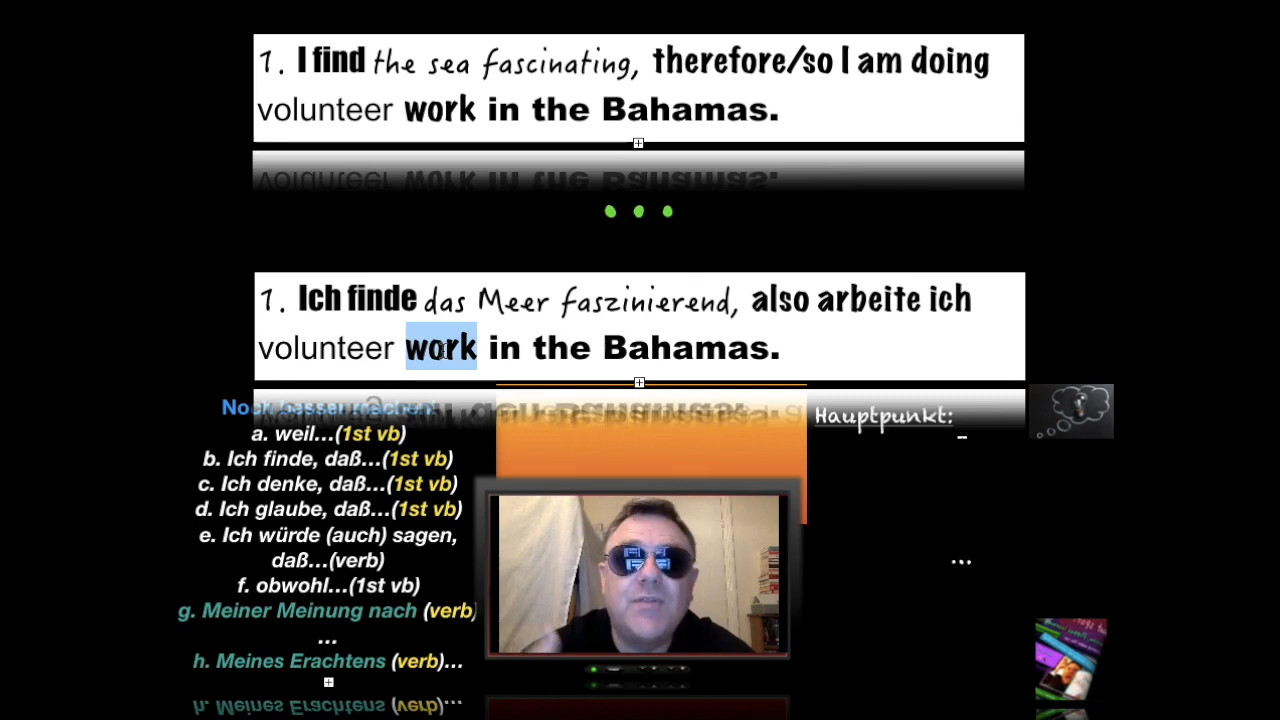 1. I find the sea fascinating, therefore/so I am doing
volunteer work in the Bahamas.
1. Ich finde das Meer faszinierend, also arbeite ich
volunteer work in the Bahamas.
Noch besser machen!
a. weil...(1st vb)
b. Ich finde, daß...(1st vb)
c. Ich denke, daß...(1st vb)
d. Ich glaube, daß...(1st vb)
e. Ich würde (auch) sagen,
daß...(verb)
f. obwohl...(1st vb)
g. Meiner Meinung nach (verb)
...
h. Meines Erachtens (verb)...
Hauptpunkt:
–
...